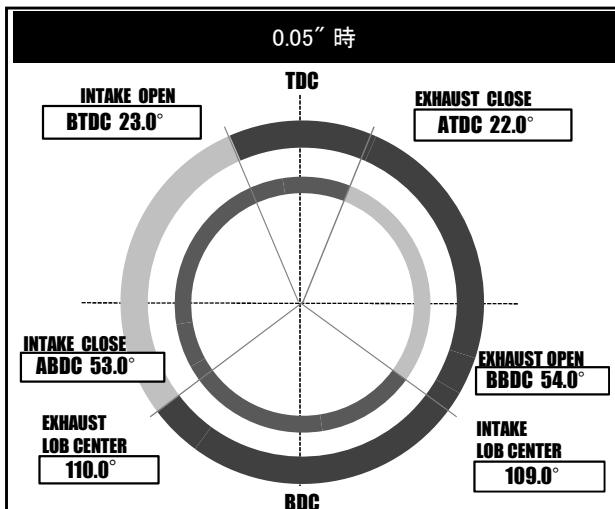 0.05″ 時
TDC
INTAKE OPEN
BTDC 23.0°
EXHAUST CLOSE
ATDC 22.0°
INTAKE CLOSE
ABDC 53.0°
EXHAUST OPEN
BBDC 54.0°
EXHAUST
LOB CENTER
110.0°
INTAKE
LOB CENTER
109.0°
BDC